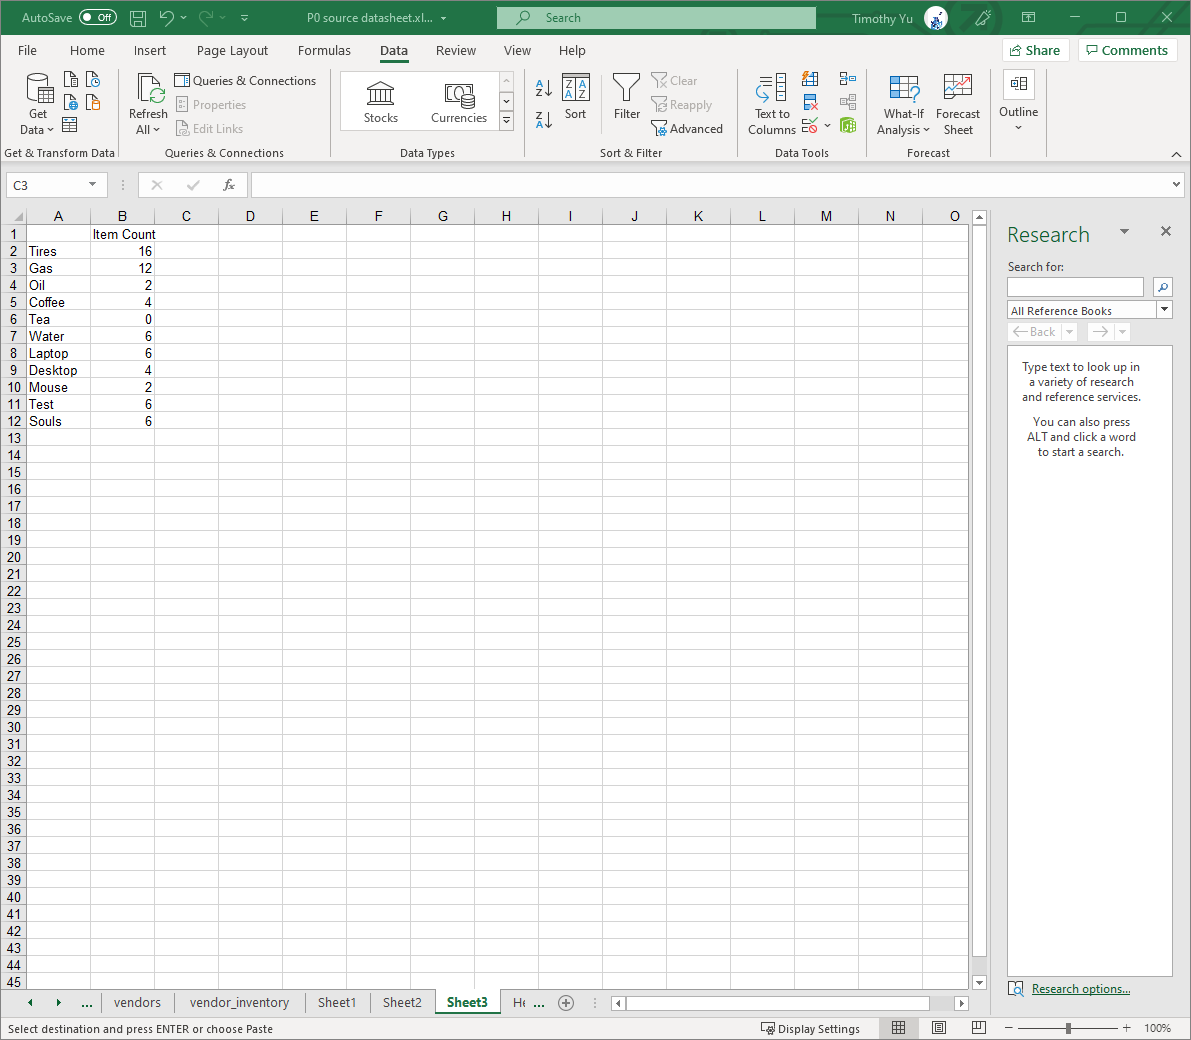 AutoSave Off P0 source datasheet.xl... Search Timothy Yu
File Home Insert Page Layout Formulas Data Review View Help Share Comments
Get Data
Refresh All
Queries & Connections
Properties
Edit Links
Stocks
Currencies
Sort
Filter
Clear
Reapply
Advanced
Text to Columns
What-If Analysis
Forecast Sheet
Outline
Get & Transform Data Queries & Connections Data Types Sort & Filter Data Tools Forecast
C3 fx
A B C D E F G H I J K L M N O
1 Item Count
2 Tires 16
3 Gas 12
4 Oil 2
5 Coffee 4
6 Tea 0
7 Water 6
8 Laptop 6
9 Desktop 4
10 Mouse 2
11 Test 6
12 Souls 6
13
14
15
16
17
18
19
20
21
22
23
24
25
26
27
28
29
30
31
32
33
34
35
36
37
38
39
40
41
42
43
44
45
Research
Search for:
All Reference Books
Back
Type text to look up in
a variety of research
and reference services.
You can also press
ALT and click a word
to start a search.
Research options...
... vendors vendor_inventory Sheet1 Sheet2 Sheet3 He ...
Select destination and press ENTER or choose Paste Display Settings 100%